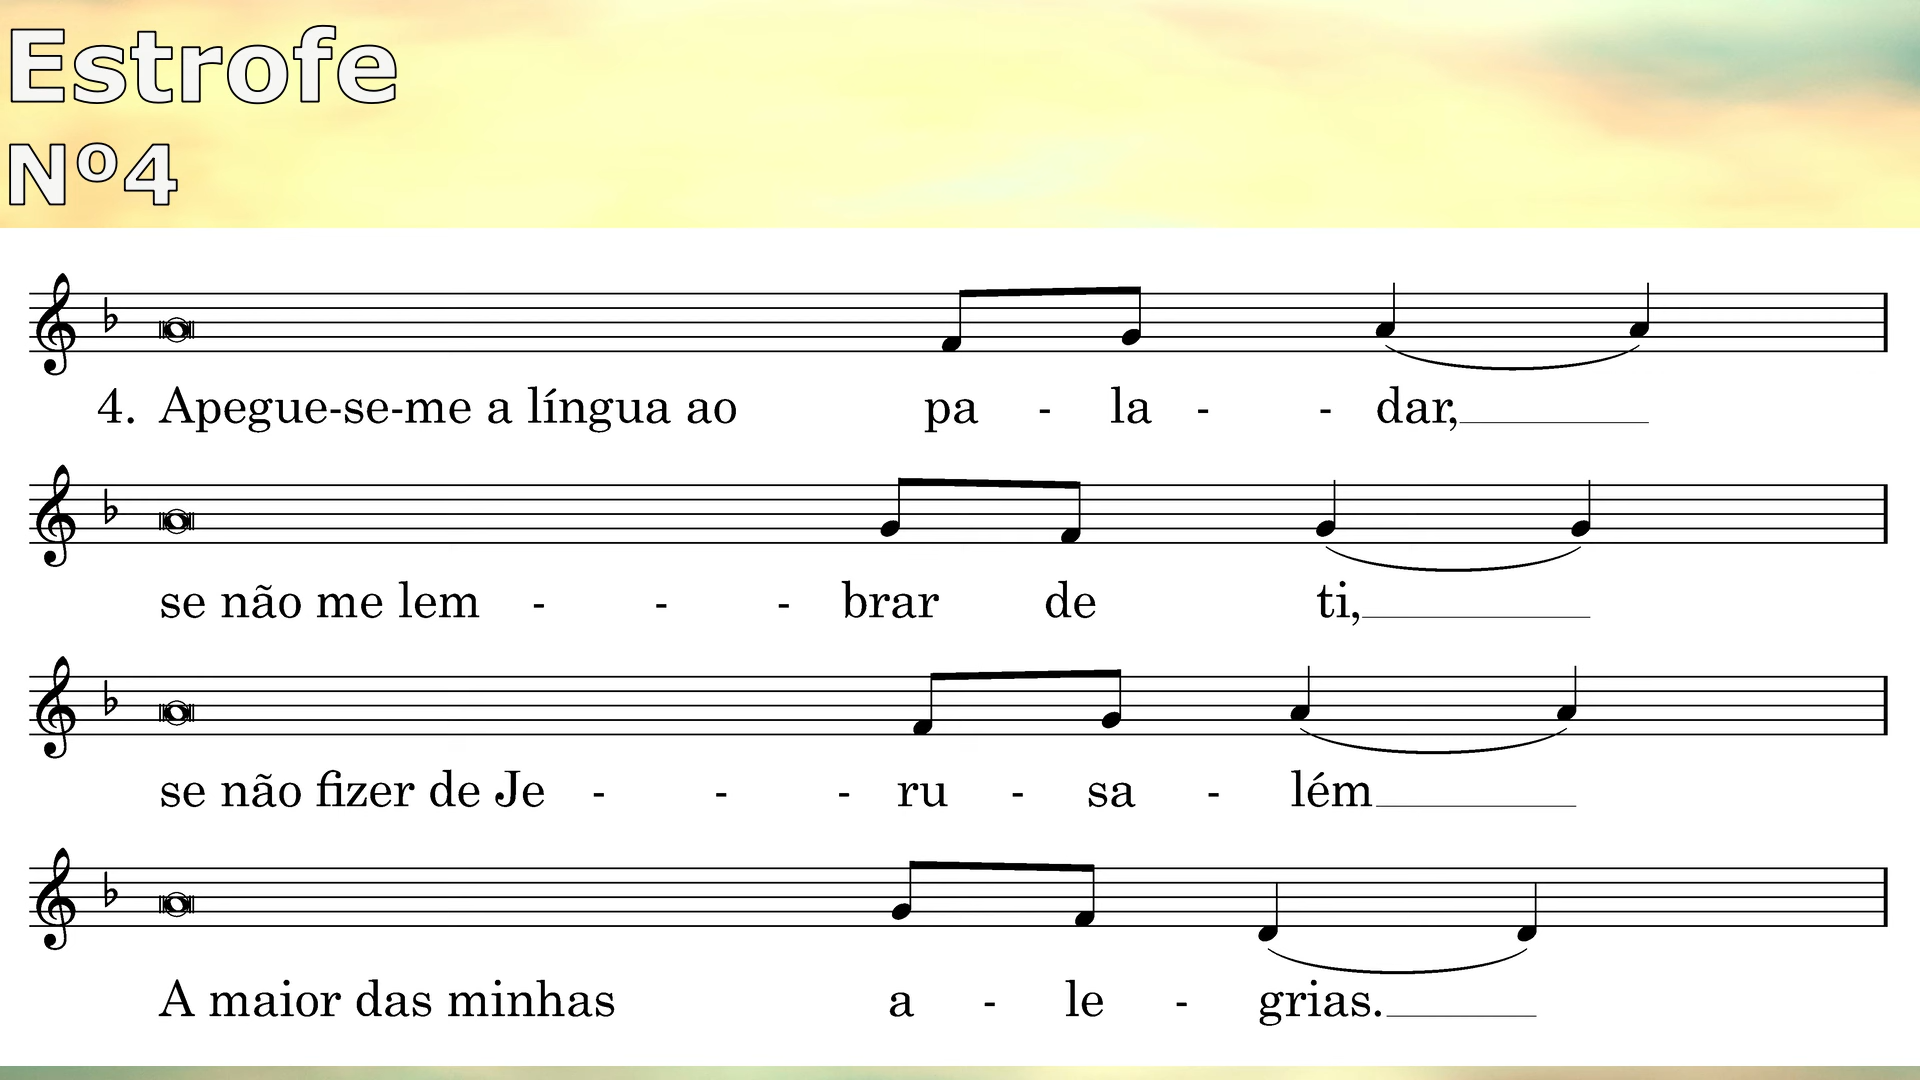 Estrofe
Nº4
4. Apegue-se-me a língua ao pa - la - - dar,
se não me lem - - - brar de ti,
se não fizer de Je - - - ru - sa - lém
A maior das minhas a - le - grias.